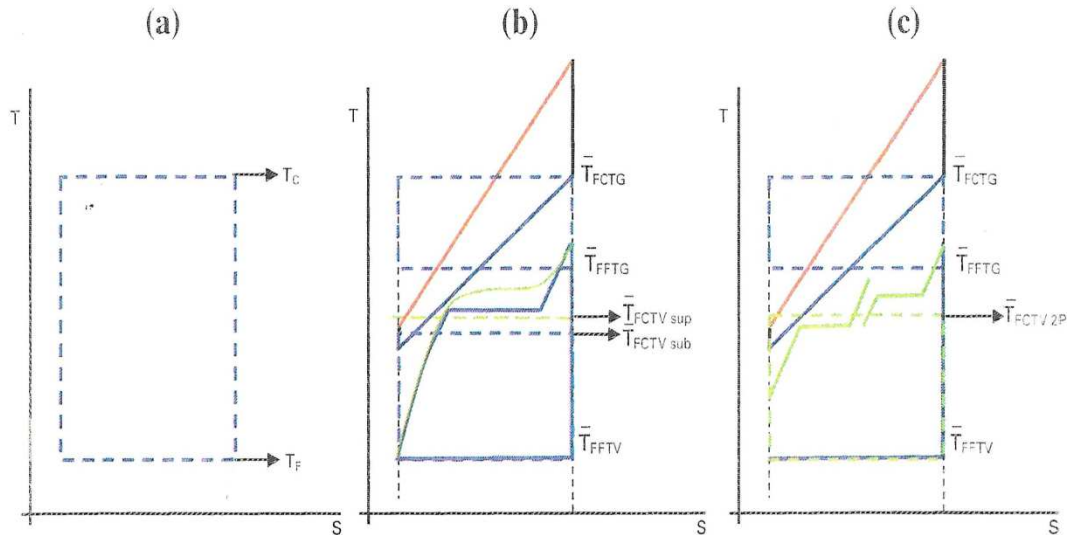 (a)
(b)
(c)
T
T_C
T_F
S
T
T̄_FCTG
T̄_FFTG
T̄_FCTV sup
T̄_FCTV sub
T̄_FFTV
S
T
T̄_FCTG
T̄_FFTG
T̄_FCTV 2P
T̄_FFTV
S